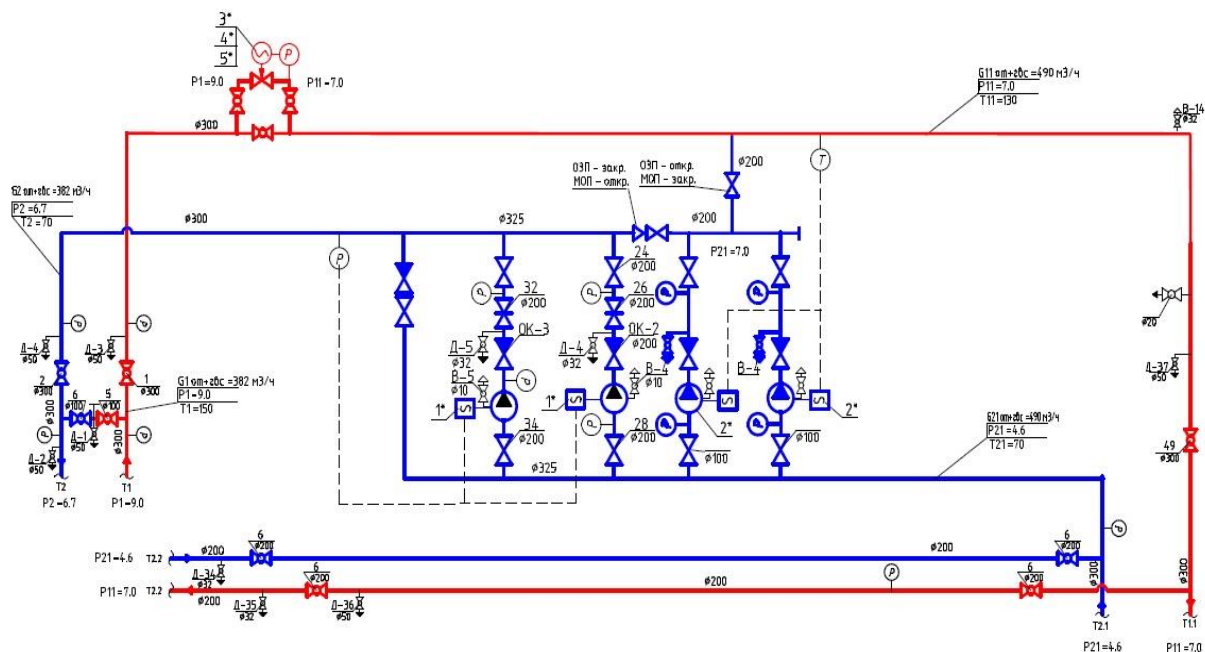 3*
4*
5*
P
P1=9.0
P11=7.0
G11 от+гвс =490 м3/ч
P11=7.0
T11=130
В-14
ø32
ø300
G2 от+гвс =382 м3/ч
P2 =6.7
T2 =70
ОЗП - закр.
МОП - откр.
ОЗП - откр.
МОП - закр.
ø200
T
ø300
ø325
ø200
P
P21=7.0
24
ø200
P
32
ø200
P
26
ø200
P
P
ø20
Д-4
ø50
P
Д-3
ø50
P
ОК-3
ОК-2
ø200
Д-5
ø32
Д-4
ø32
В-4
Д-37
ø50
2
ø300
1
ø300
G1 от+гвс =382 м3/ч
P1=9.0
T1=150
В-5
ø10
P
В-4
ø10
6
ø100
5
ø100
ø300
Д-1
ø50
1*
S
1*
S
S
2*
S
2*
G21от+гвс =490 м3/ч
P21=4.6
T21=70
P
Д-2
ø50
ø300
P
34
ø200
P
28
ø200
P
P
ø100
ø100
49
ø300
T2
T1
ø325
P2 =6.7
P1=9.0
P21=4.6
T2.2
ø200
6
ø200
ø200
6
ø200
P
Д-34
ø32
P11=7.0
T2.2
ø200
6
ø200
ø200
P
6
ø200
ø300
ø300
Д-35
ø32
Д-36
ø50
T2.1
T1.1
P21=4.6
P11=7.0